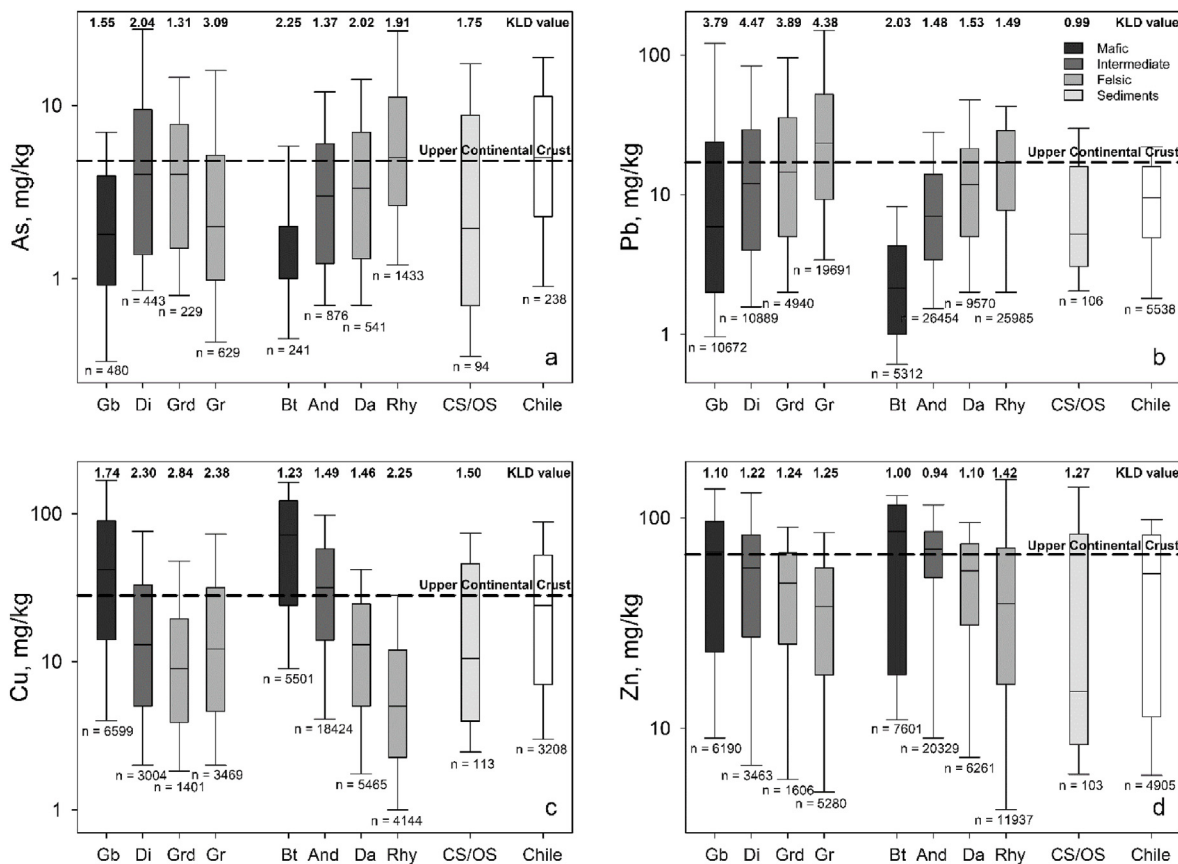 1.55 2.04 1.31 3.09 2.25 1.37 2.02 1.91 1.75 KLD value
10
Upper Continental Crust
As, mg/kg
1
n = 480
n = 443
n = 229
n = 629
n = 241
n = 876
n = 541
n = 1433
n = 94
n = 238
a
Gb Di Grd Gr Bt And Da Rhy CS/OS Chile
3.79 4.47 3.89 4.38 2.03 1.48 1.53 1.49 0.99 KLD value
100
Mafic
Intermediate
Felsic
Sediments
Upper Continental Crust
Pb, mg/kg
10
1
n = 10672
n = 10889
n = 4940
n = 19691
n = 5312
n = 26454
n = 9570
n = 25985
n = 106
n = 5538
b
Gb Di Grd Gr Bt And Da Rhy CS/OS Chile
1.74 2.30 2.84 2.38 1.23 1.49 1.46 2.25 1.50 KLD value
100
Upper Continental Crust
Cu, mg/kg
10
1
n = 6599
n = 3004
n = 1401
n = 3469
n = 5501
n = 18424
n = 5465
n = 4144
n = 113
n = 3208
c
Gb Di Grd Gr Bt And Da Rhy CS/OS Chile
1.10 1.22 1.24 1.25 1.00 0.94 1.10 1.42 1.27 KLD value
100
Upper Continental Crust
Zn, mg/kg
10
n = 6190
n = 3463
n = 1606
n = 5280
n = 7601
n = 20329
n = 6261
n = 11937
n = 103
n = 4905
d
Gb Di Grd Gr Bt And Da Rhy CS/OS Chile